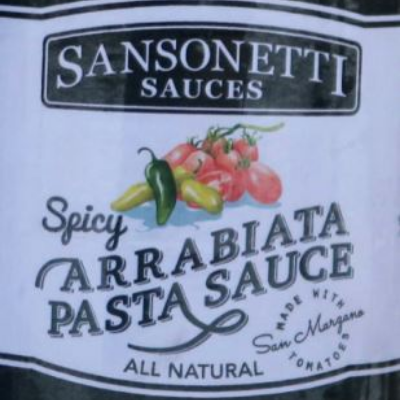 SANSONETTI
SAUCES
Spicy
ARRABIATA
PASTA SAUCE
MADE WITH
San Marzano
TOMATOES
ALL NATURAL